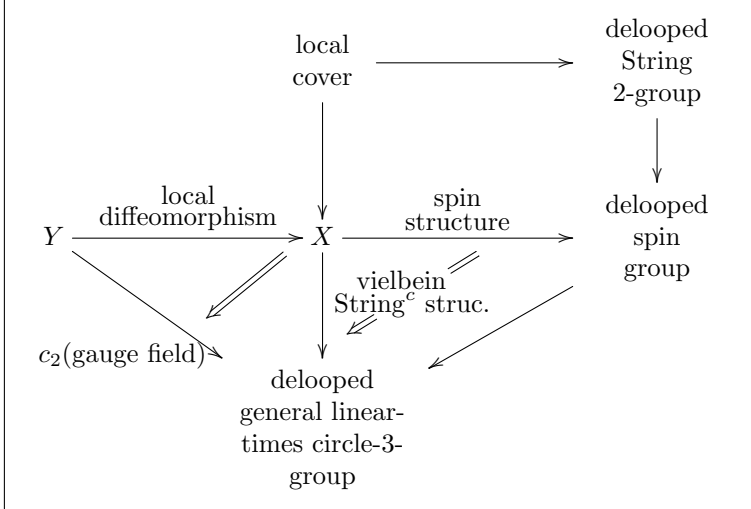 local
cover
delooped
String
2-group
local
diffeomorphism
spin
structure
delooped
spin
group
Y
X
vielbein
String^c struc.
c_2(gauge field)
delooped
general linear-
times circle-3-
group